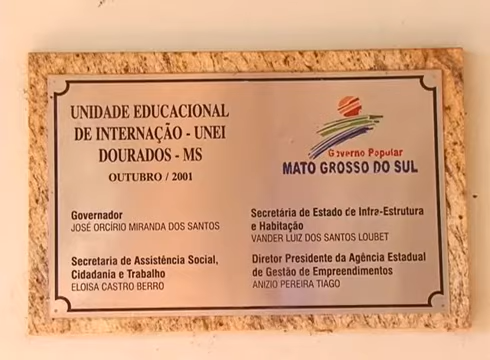 UNIDADE EDUCACIONAL
DE INTERNAÇÃO - UNEI
DOURADOS - MS
OUTUBRO / 2001
Governo Popular
MATO GROSSO DO SUL
Governador
JOSÉ ORCÍRIO MIRANDA DOS SANTOS
Secretária de Estado de Infra-Estrutura
e Habitação
VANDER LUIZ DOS SANTOS LOUBET
Secretaria de Assistência Social,
Cidadania e Trabalho
ELOISA CASTRO BERRO
Diretor Presidente da Agência Estadual
de Gestão de Empreendimentos
ANIZIO PEREIRA TIAGO